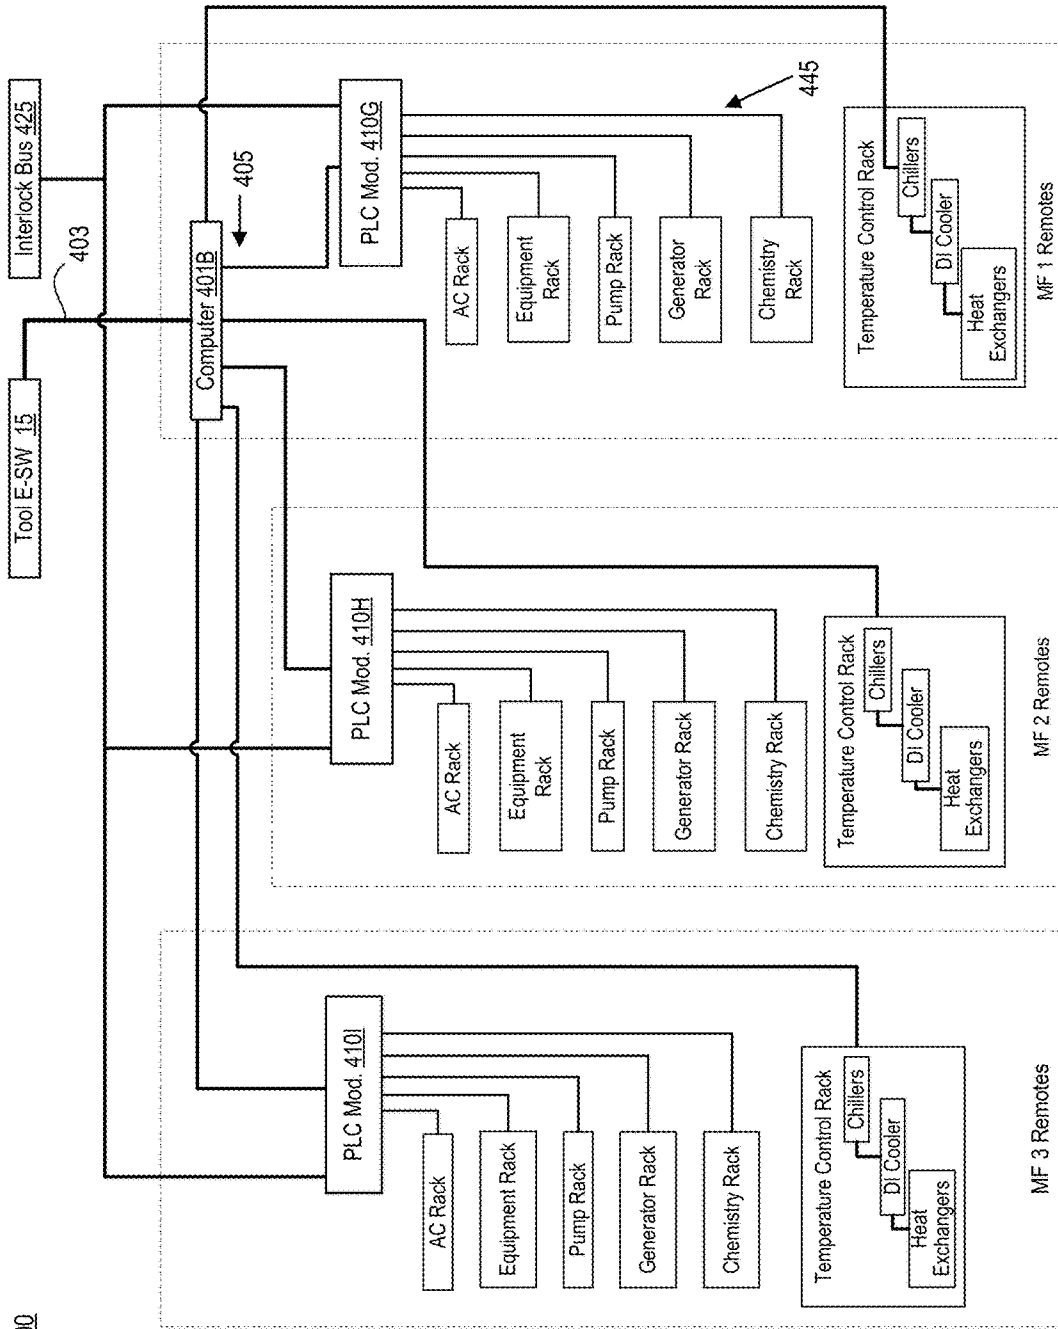 Tool E-SW 15
Interlock Bus 425
403
Computer 401B
405
PLC Mod. 410I
AC Rack
Equipment Rack
Pump Rack
Generator Rack
Chemistry Rack
Temperature Control Rack
Chillers
DI Cooler
Heat
Exchangers
MF 3 Remotes
PLC Mod. 410H
AC Rack
Equipment
Rack
Pump Rack
Generator Rack
Chemistry Rack
Temperature Control Rack
Chillers
DI Cooler
Heat
Exchangers
MF 2 Remotes
PLC Mod. 410G
445
AC Rack
Equipment
Rack
Pump Rack
Generator
Rack
Chemistry
Rack
Temperature Control Rack
Chillers
DI Cooler
Heat
Exchangers
MF 1 Remotes